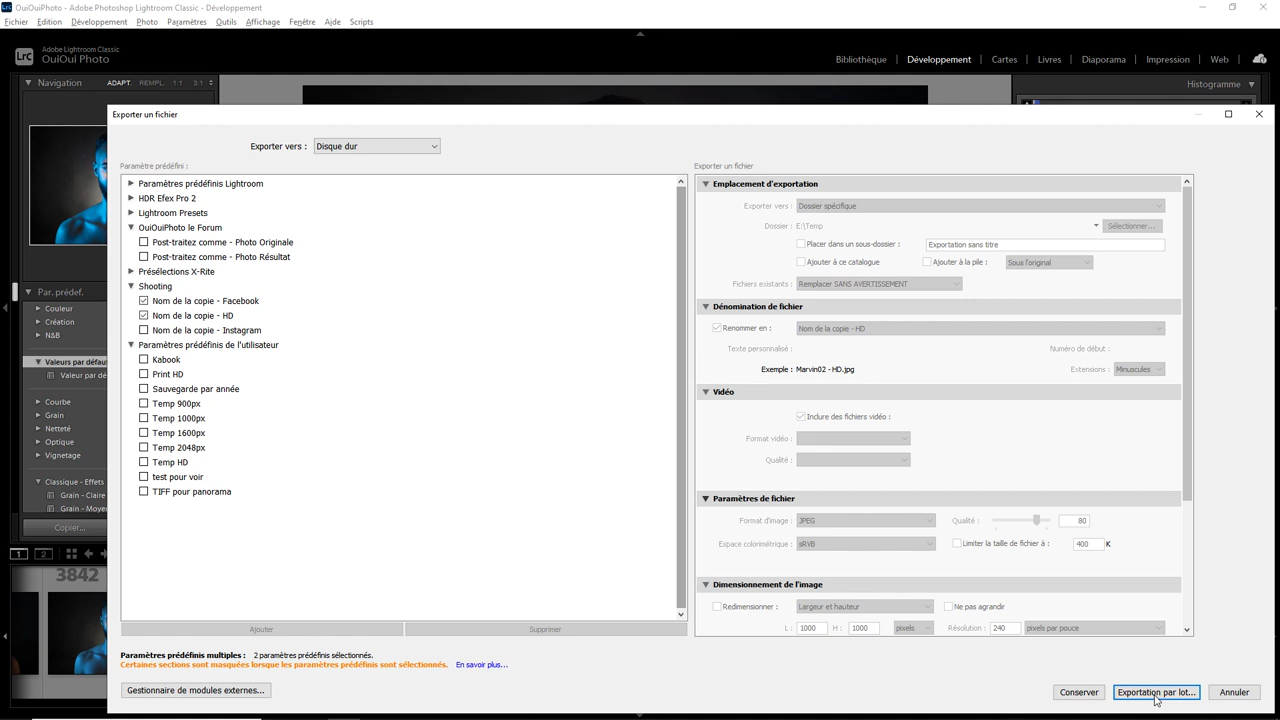 OuiOuiPhoto - Adobe Photoshop Lightroom Classic - Développement
Fichier Edition Développement Photo Paramètres Outils Affichage Fenêtre Aide Scripts
Adobe Lightroom Classic
OuiOui Photo
Bibliothèque | Développement | Cartes | Livres | Diaporama | Impression | Web
Navigation ADAPT. REMPL. 1:1 3:1
Histogramme
Exporter un fichier
Exporter vers : Disque dur
Paramètre prédéfini :
Paramètres prédéfinis Lightroom
HDR Efex Pro 2
Lightroom Presets
OuiOuiPhoto le Forum
Post-traitez comme - Photo Originale
Post-traitez comme - Photo Résultat
Présélections X-Rite
Shooting
Nom de la copie - Facebook
Nom de la copie - HD
Nom de la copie - Instagram
Paramètres prédéfinis de l'utilisateur
Kabook
Print HD
Sauvegarde par année
Temp 900px
Temp 1000px
Temp 1600px
Temp 2048px
Temp HD
test pour voir
TIFF pour panorama
Ajouter Supprimer
Paramètres prédéfinis multiples : 2 paramètres prédéfinis sélectionnés.
Certaines sections sont masquées lorsque les paramètres prédéfinis sont sélectionnés. En savoir plus...
Gestionnaire de modules externes...
Exporter un fichier
Emplacement d'exportation
Exporter vers : Dossier spécifique
Dossier : E:\Temp Sélectionner...
Placer dans un sous-dossier : Exportation sans titre
Ajouter à ce catalogue Ajouter à la pile : Sous l'original
Fichiers existants : Remplacer SANS AVERTISSEMENT
Dénomination de fichier
Renommer en : Nom de la copie - HD
Texte personnalisé : Numéro de début :
Exemple : Marvin02 - HD.jpg Extensions : Minuscules
Vidéo
Inclure des fichiers vidéo :
Format vidéo :
Qualité :
Paramètres de fichier
Format d'image : JPEG Qualité : 80
Espace colorimétrique : sRVB Limiter la taille de fichier à : 400 K
Dimensionnement de l'image
Redimensionner : Largeur et hauteur Ne pas agrandir
L : 1000 H : 1000 pixels Résolution : 240 pixels par pouce
Conserver Exportation par lot... Annuler
Par. prédéf.
Couleur
Création
N&B
Valeurs par défau
Valeur par dé
Courbe
Grain
Netteté
Optique
Vignetage
Classique - Effets
Grain - Claire
Grain - Moyen
Copier...
1 2
3842